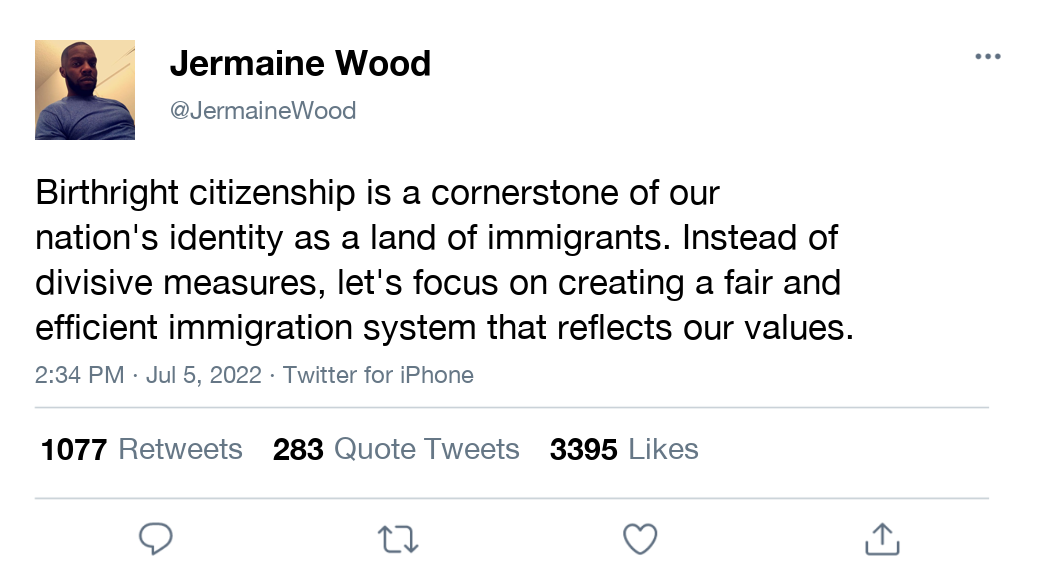 Jermaine Wood
@JermaineWood
Birthright citizenship is a cornerstone of our
nation's identity as a land of immigrants. Instead of
divisive measures, let's focus on creating a fair and
efficient immigration system that reflects our values.
2:34 PM · Jul 5, 2022 · Twitter for iPhone
1077 Retweets 283 Quote Tweets 3395 Likes